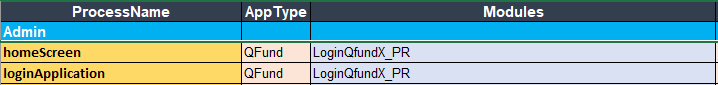 ProcessName AppType Modules
Admin
homeScreen QFund LoginQfundX_PR
loginApplication QFund LoginQfundX_PR